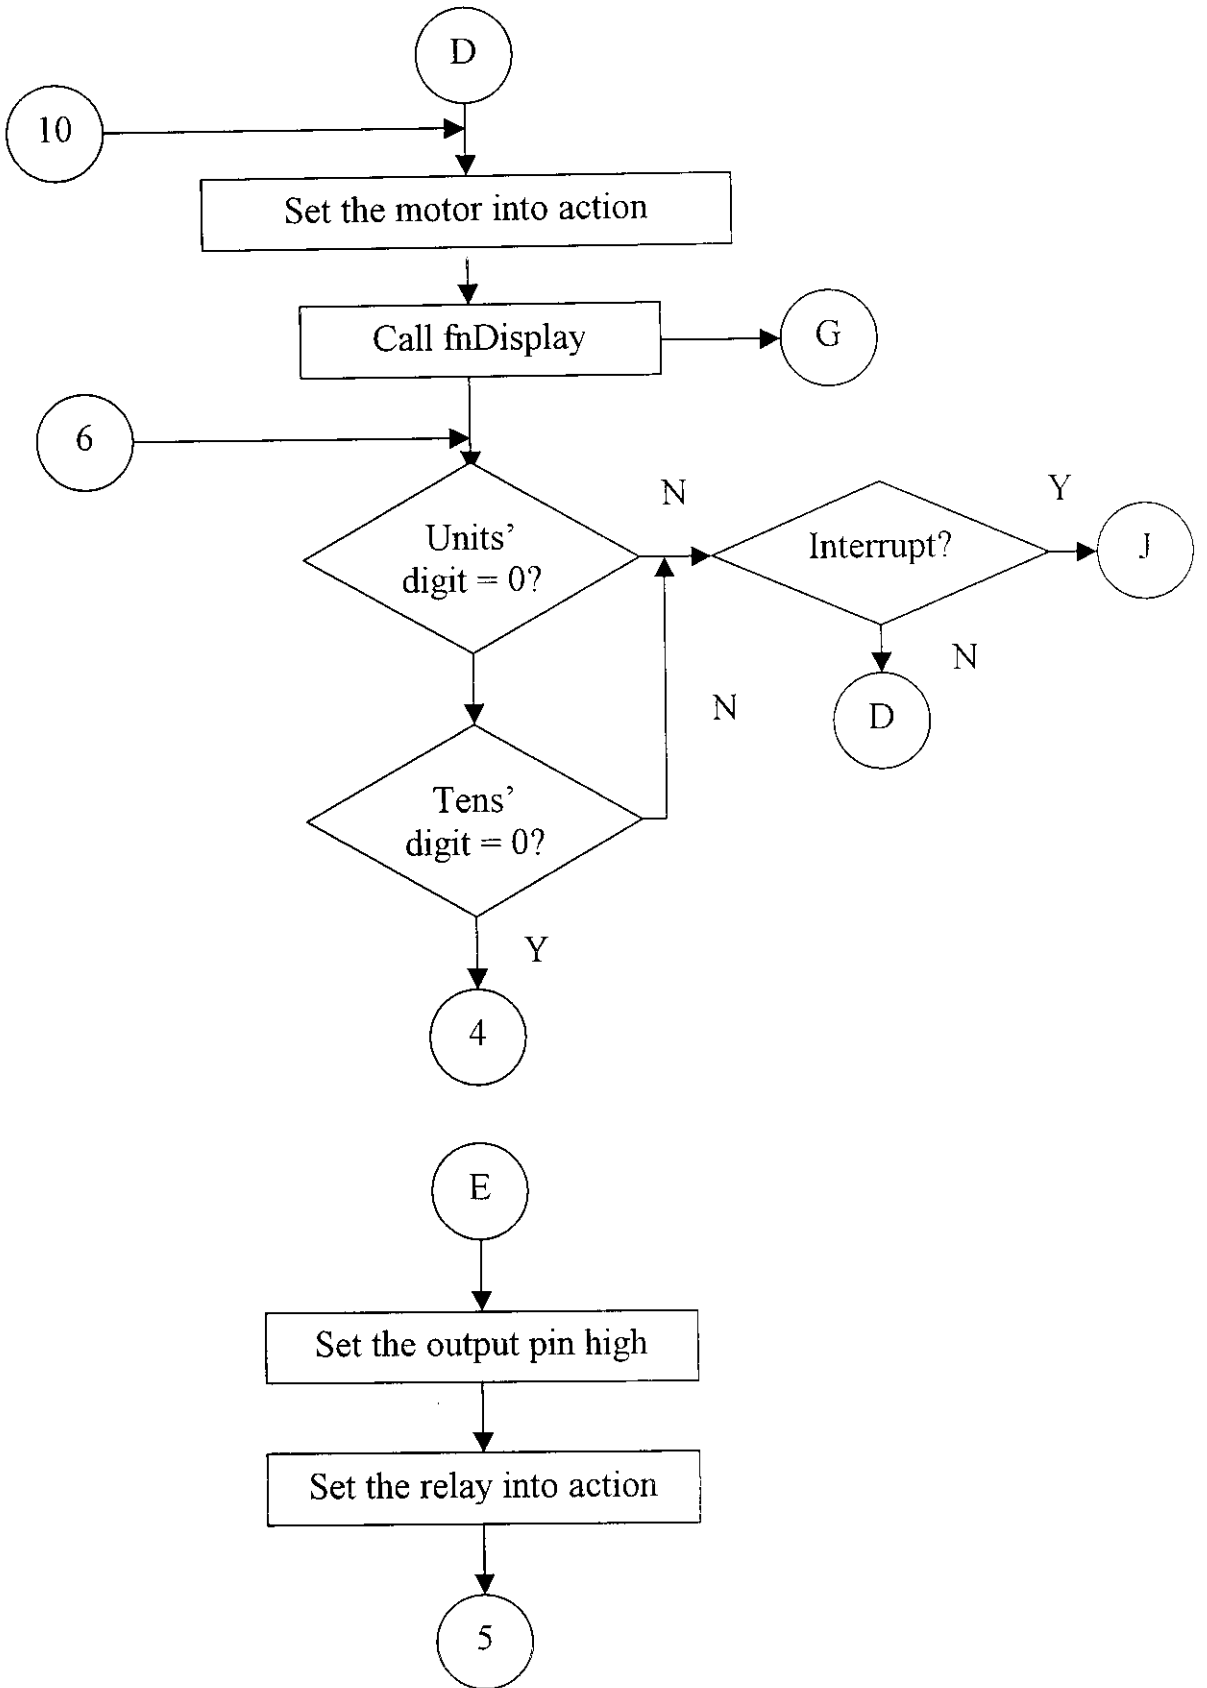 D
10
Set the motor into action
Call fnDisplay
G
6
N
Y
Units’
digit = 0?
Interrupt?
J
N
D
N
Tens’
digit = 0?
Y
4
E
Set the output pin high
Set the relay into action
5